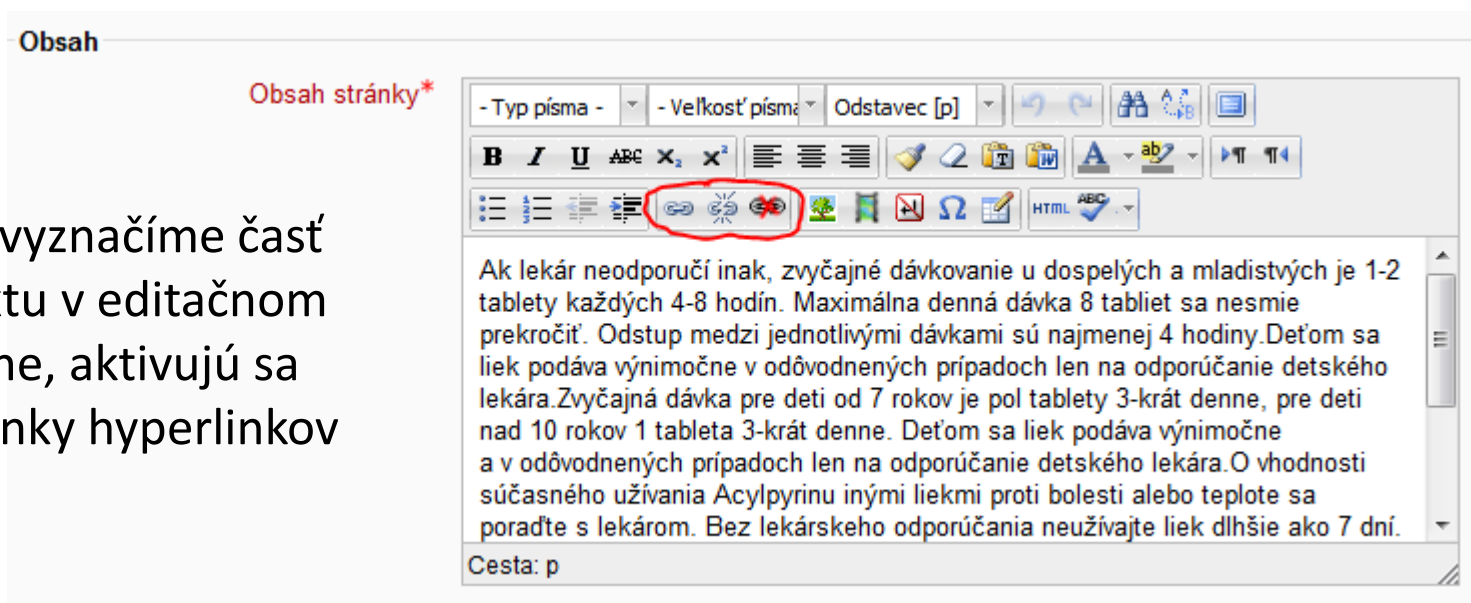 Obsah
Obsah stránky*
- Typ písma - - Veľkosť písma Odstavec [p]
B I U ABC X₂ X² T W A ab
HTML ABC
vyznačíme časť
tu v editačnom
ne, aktivujú sa
nky hyperlinkov
Ak lekár neodporučí inak, zvyčajné dávkovanie u dospelých a mladistvých je 1-2
tablety každých 4-8 hodín. Maximálna denná dávka 8 tabliet sa nesmie
prekročiť. Odstup medzi jednotlivými dávkami sú najmenej 4 hodiny.Deťom sa
liek podáva výnimočne v odôvodnených prípadoch len na odporúčanie detského
lekára.Zvyčajná dávka pre deti od 7 rokov je pol tablety 3-krát denne, pre deti
nad 10 rokov 1 tableta 3-krát denne. Deťom sa liek podáva výnimočne
a v odôvodnených prípadoch len na odporúčanie detského lekára.O vhodnosti
súčasného užívania Acylpyrinu inými liekmi proti bolesti alebo teplote sa
poraďte s lekárom. Bez lekárskeho odporúčania neužívajte liek dlhšie ako 7 dní.
Cesta: p